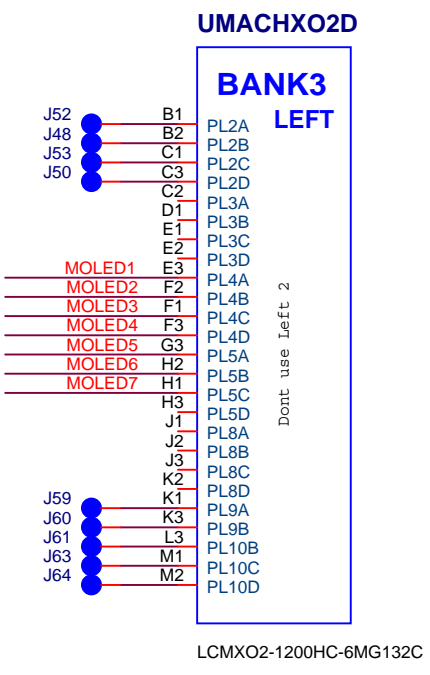 UMACHXO2D
BANK3
LEFT
J52 B1 PL2A
J48 B2 PL2B
J53 C1 PL2C
J50 C3 PL2D
C2 PL3A
D1 PL3B
E1 PL3C
E2 PL3D
MOLED1 E3 PL4A
MOLED2 F2 PL4B
MOLED3 F1 PL4C
MOLED4 F3 PL4D
MOLED5 G3 PL5A
MOLED6 H2 PL5B
MOLED7 H1 PL5C
H3 PL5D
J1 PL8A
J2 PL8B
J3 PL8C
K2 PL8D
J59 K1 PL9A
J60 K3 PL9B
J61 L3 PL10B
J63 M1 PL10C
J64 M2 PL10D
Dont use Left 2
LCMXO2-1200HC-6MG132C